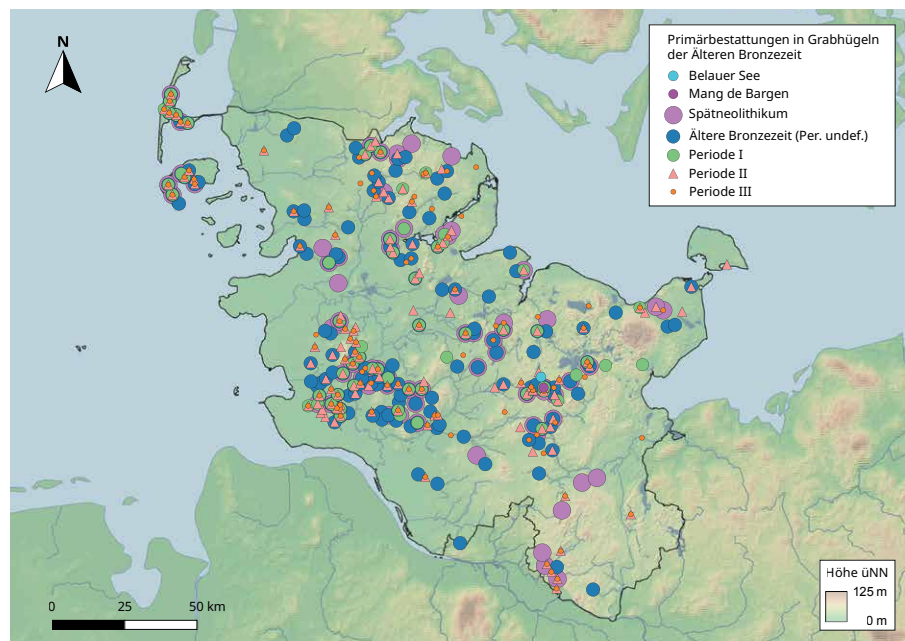 N
Primärbestattungen in Grabhügeln
der Älteren Bronzezeit
Belauer See
Mang de Bargen
Spätneolithikum
Ältere Bronzezeit (Per. undef.)
Periode I
Periode II
Periode III
Höhe üNN
125 m
0 m
0 25 50 km